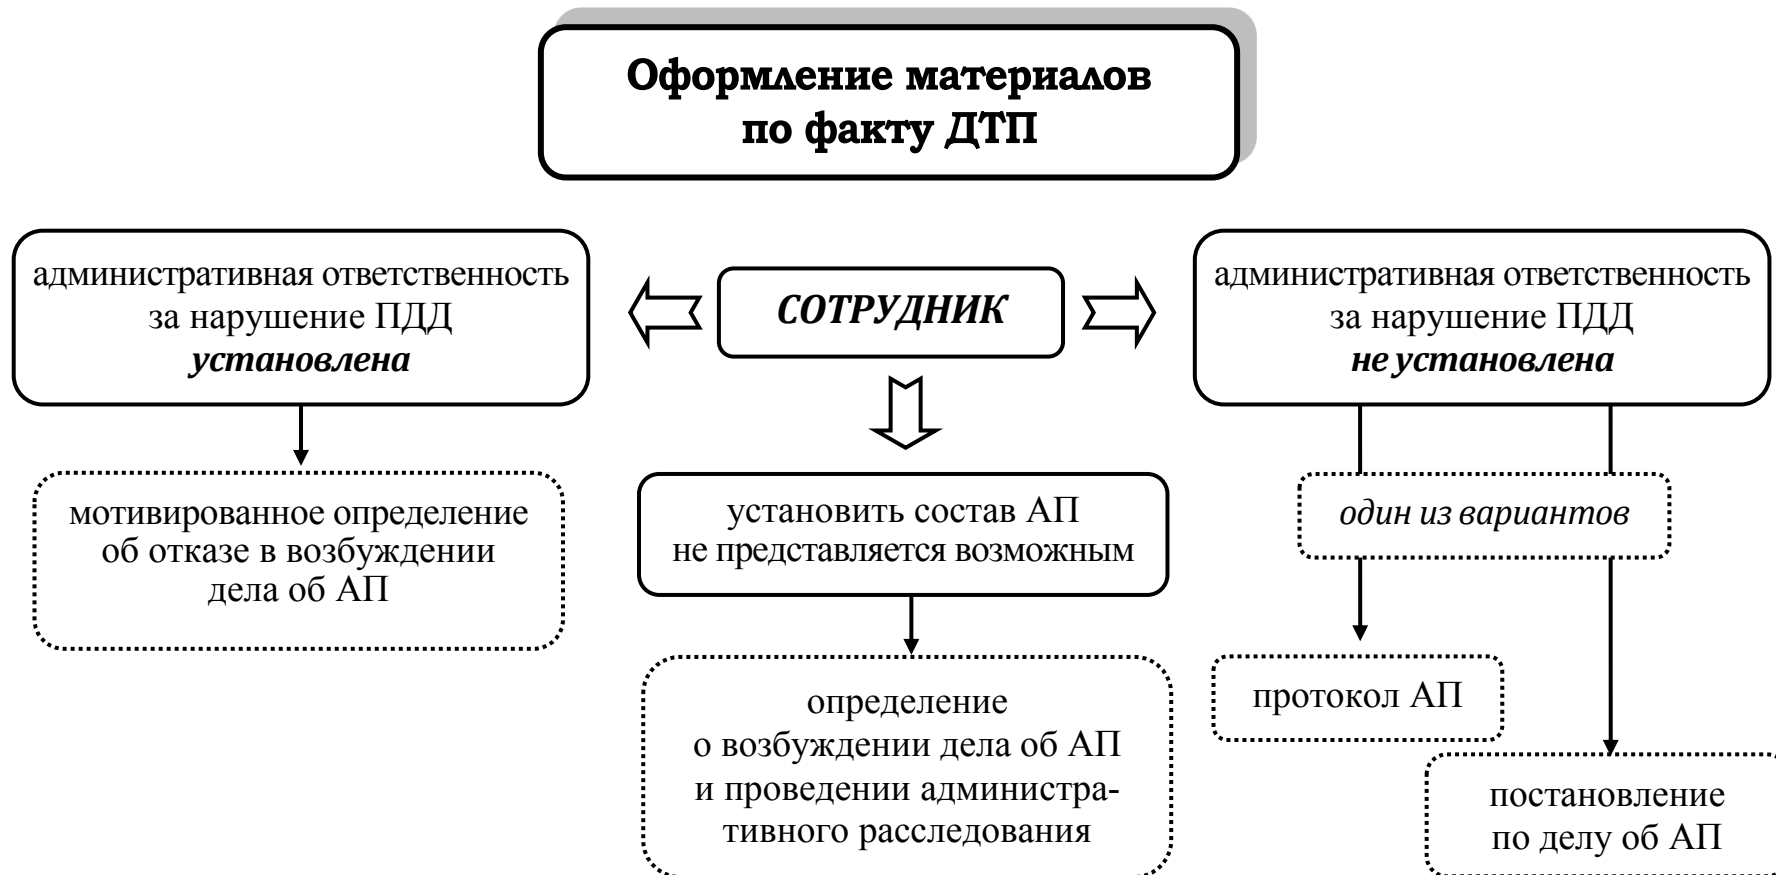 Оформление материалов
по факту ДТП
административная ответственность
за нарушение ПДД
установлена
СОТРУДНИК
административная ответственность
за нарушение ПДД
не установлена
мотивированное определение
об отказе в возбуждении
дела об АП
установить состав АП
не представляется возможным
один из вариантов
определение
о возбуждении дела об АП
и проведении администра-
тивного расследования
протокол АП
постановление
по делу об АП